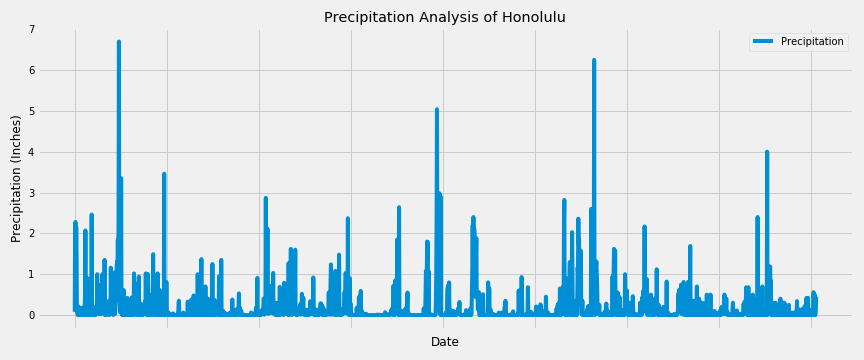 Precipitation Analysis of Honolulu
Precipitation
7
6
5
4
3
2
1
0
Precipitation (Inches)
Date